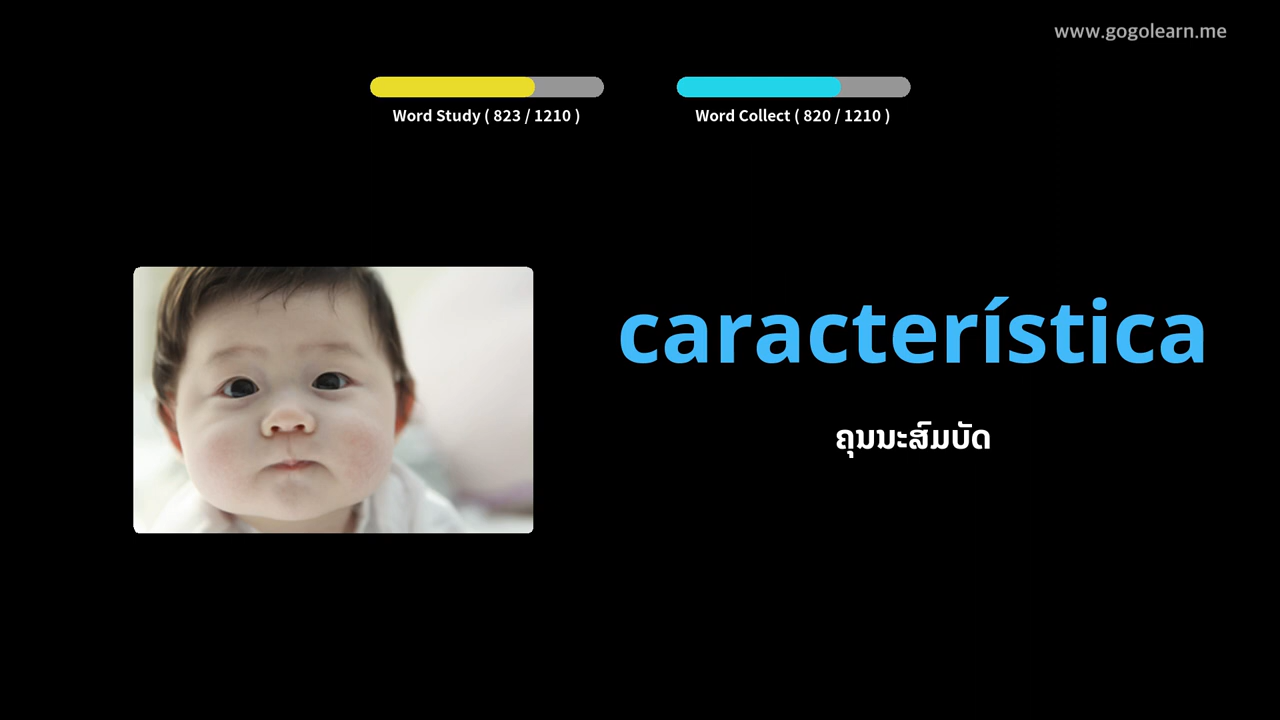 www.gogolearn.me
Word Study ( 823 / 1210 )
Word Collect ( 820 / 1210 )
característica
ຄຸນນະສົມບັດ